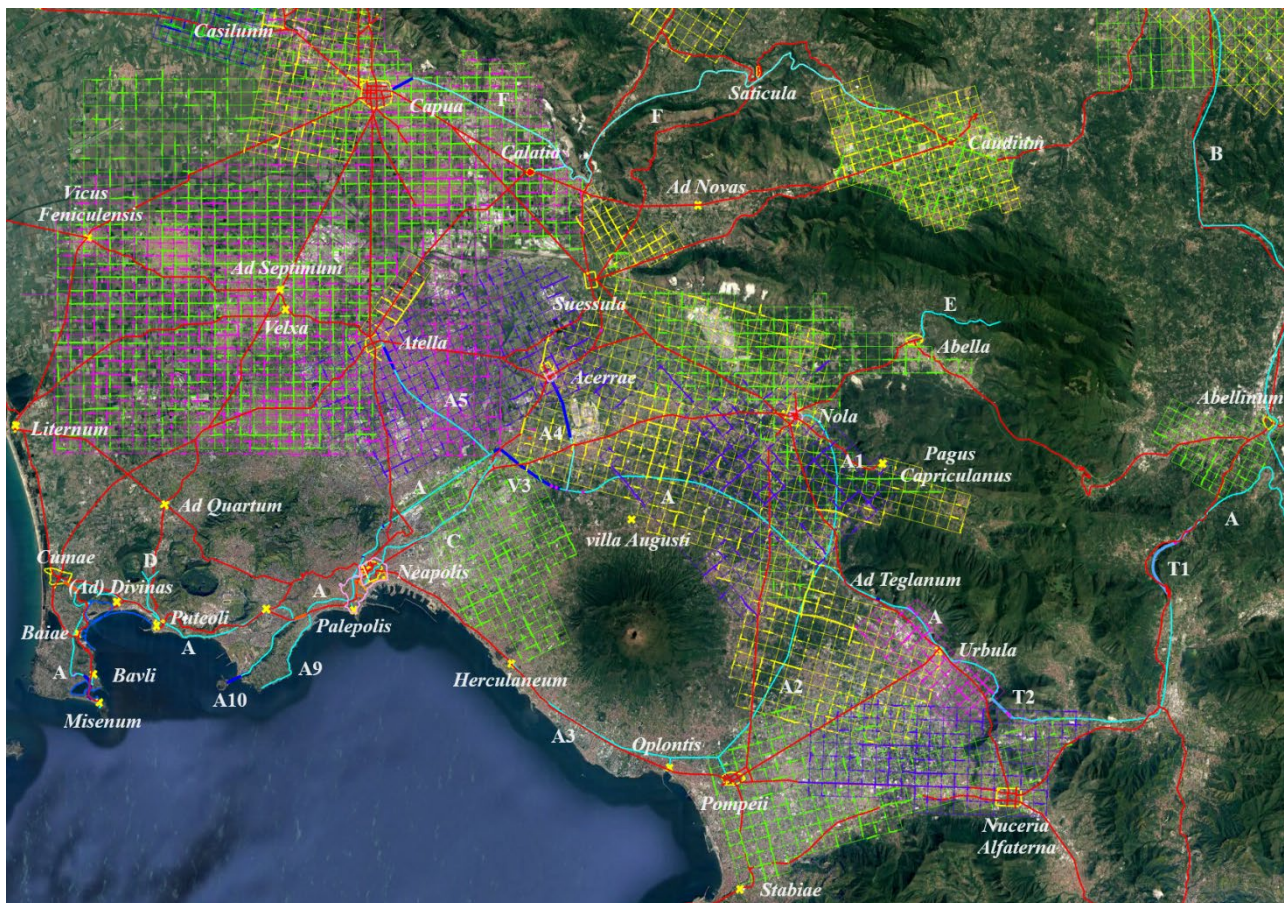 Casilunm
Capua
F
Saticula
F
Calatia
Caudium
B
Vicus
Feniculensis
Ad Novas
Ad Septimum
Velxa
Suessula
E
Atella
Abella
Acerrae
A5
Abellinum
Liternum
Nola
A4
A1
Pagus
Capriculanus
V3
A
A
Ad Quartum
villa Augusti
A
C
Cumae
D
Neapolis
(Ad) Divinas
A
Ad Teglanum
T1
Puteoli
Palepolis
Baiae
A
A
Urbula
A
Bavli
A9
Herculaneum
A10
Misenum
A2
T2
A3
Oplontis
Pompeii
Nuceria
Alfaterna
Stabiae